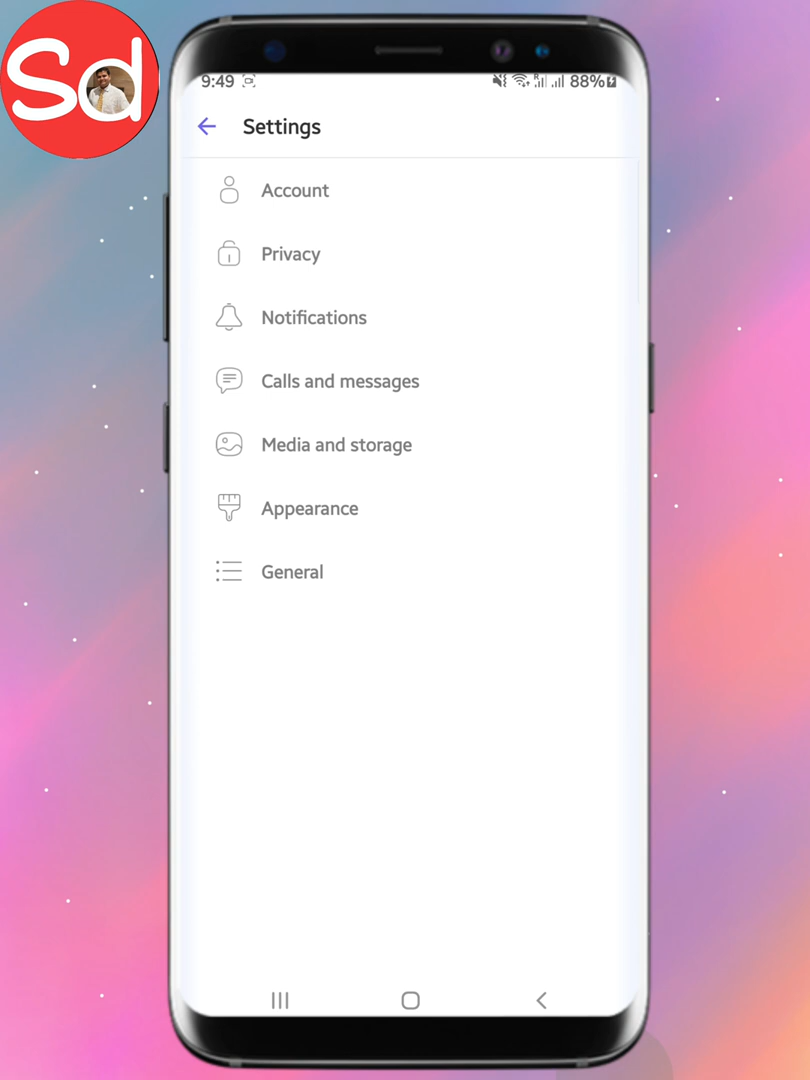 Sd
9:49 88%
Settings
Account
Privacy
Notifications
Calls and messages
Media and storage
Appearance
General